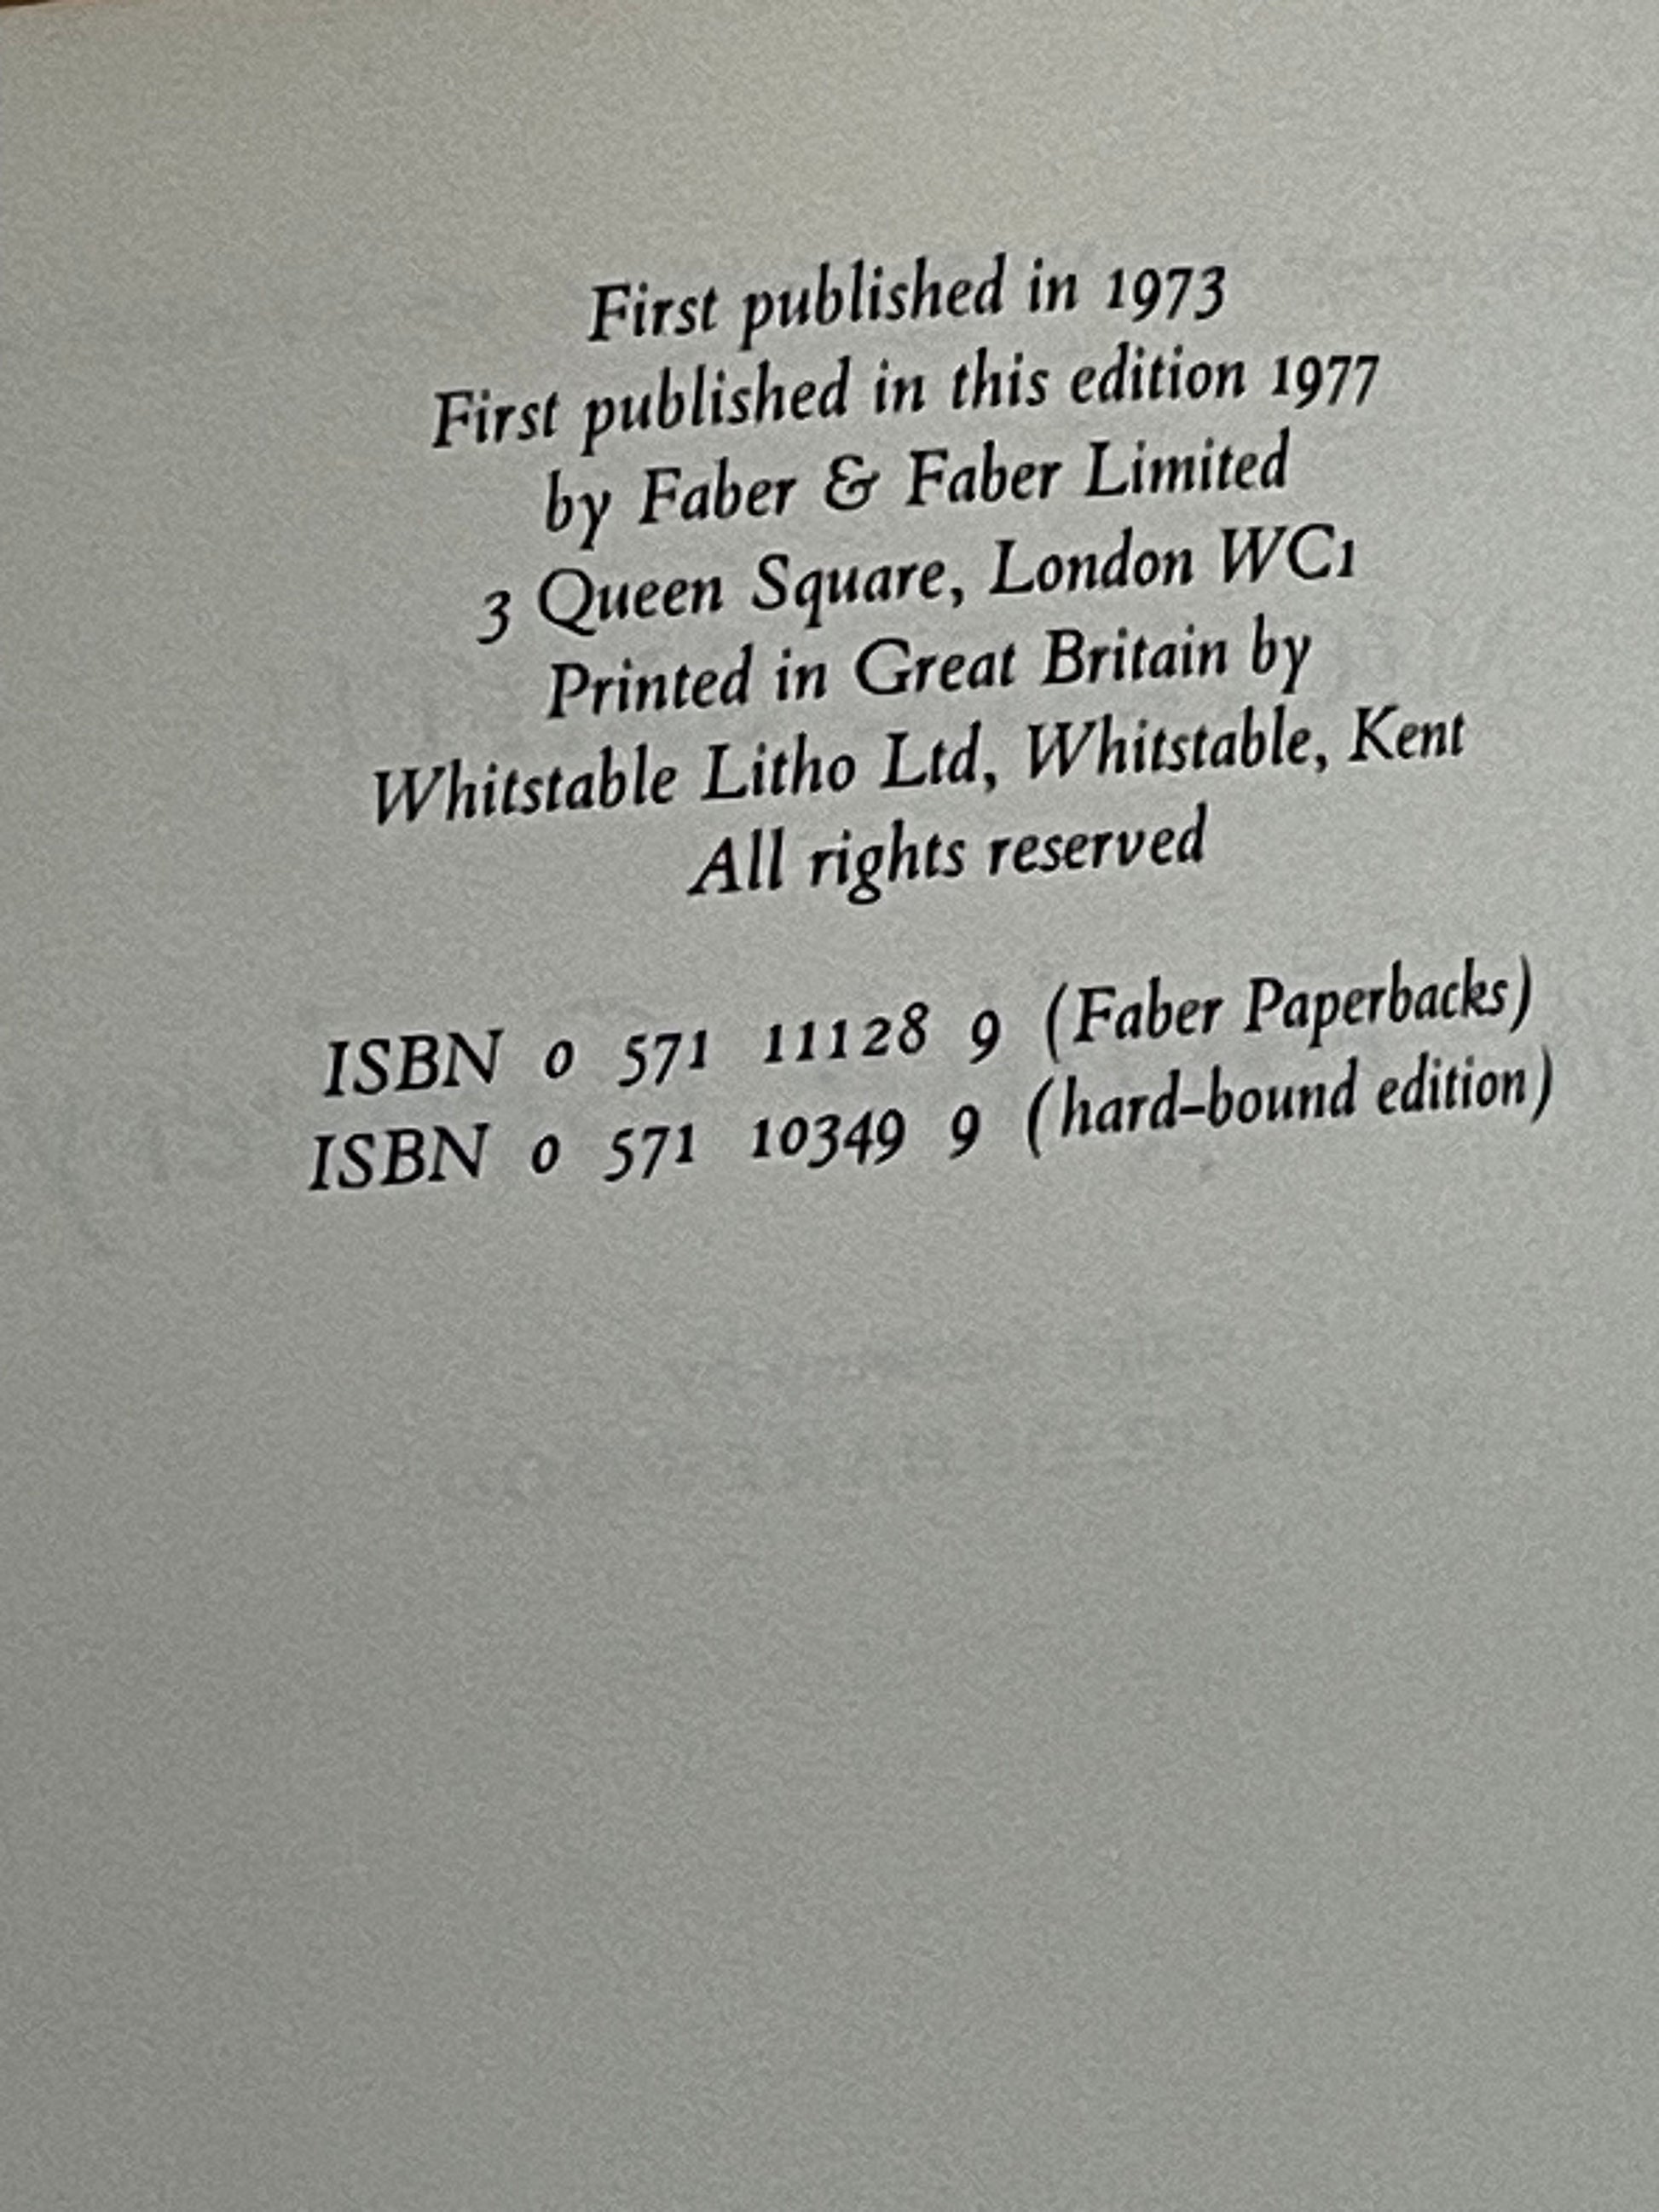 First published in 1973
First published in this edition 1977
by Faber & Faber Limited
3 Queen Square, London WC1
Printed in Great Britain by
Whitstable Litho Ltd, Whitstable, Kent
All rights reserved
ISBN 0 571 11128 9 (Faber Paperbacks)
ISBN 0 571 10349 9 (hard-bound edition)